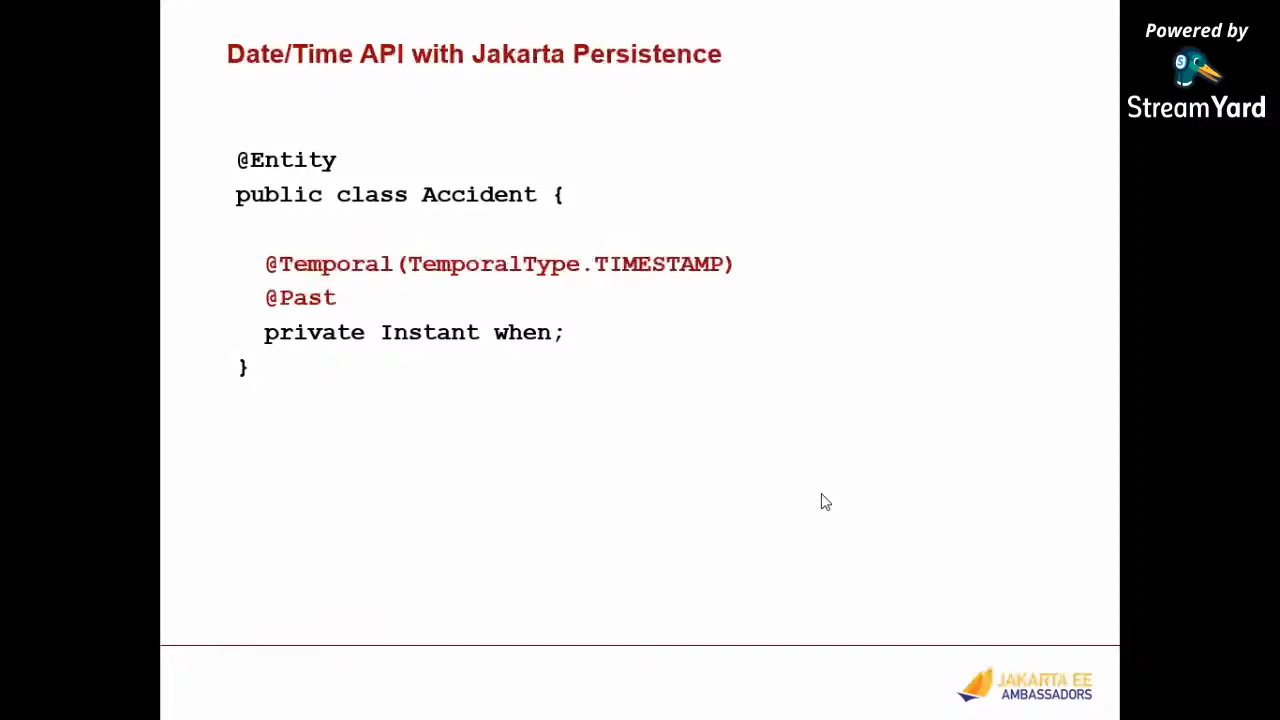 Date/Time API with Jakarta Persistence
Powered by
S
StreamYard
@Entity
public class Accident {
@Temporal(TemporalType.TIMESTAMP)
@Past
private Instant when;
}
JAKARTA EE
AMBASSADORS